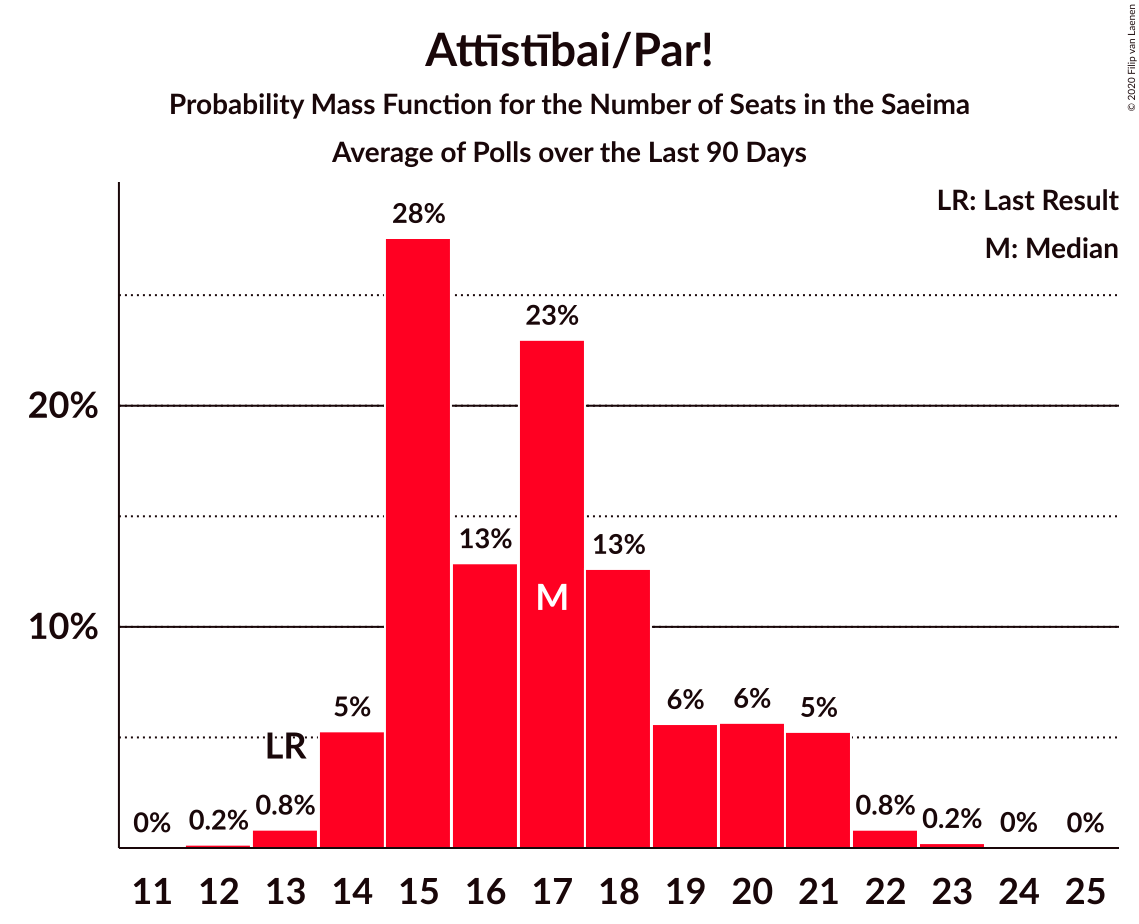 Attīstībai/Par!
Probability Mass Function for the Number of Seats in the Saeima
Average of Polls over the Last 90 Days
© 2020 Filip van Laenen
LR: Last Result
M: Median
20%
10%
0%
0.2%
0.8%
LR
5%
28%
13%
23%
M
13%
6%
6%
5%
0.8%
0.2%
0%
0%
11 12 13 14 15 16 17 18 19 20 21 22 23 24 25